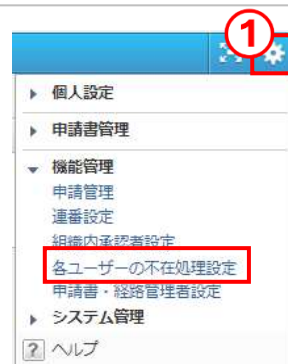 1
個人設定
申請書管理
機能管理
申請管理
連番設定
組織内承認者設定
各ユーザーの不在処理設定
申請書・経路管理者設定
システム管理
? ヘルプ